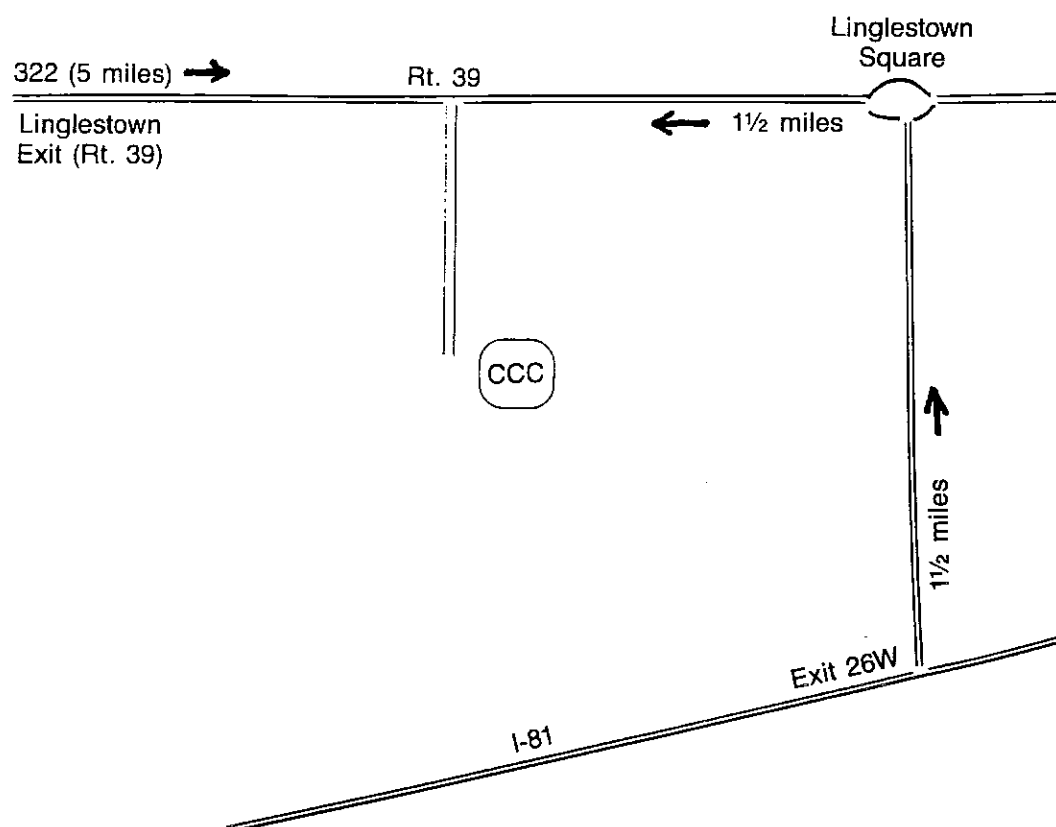 Linglestown
Square
322 (5 miles)
Rt. 39
Linglestown
Exit (Rt. 39)
1½ miles
CCC
1½ miles
Exit 26W
I-81